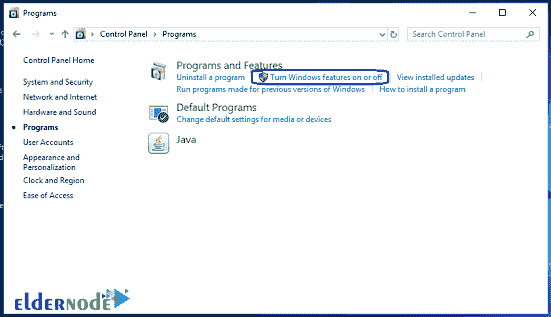 Programs
Control Panel > Programs
Search Control Panel
Control Panel Home
System and Security
Network and Internet
Hardware and Sound
Programs
User Accounts
Appearance and
Personalization
Clock and Region
Ease of Access
Programs and Features
Uninstall a program Turn Windows features on or off View installed updates
Run programs made for previous versions of Windows How to install a program
Default Programs
Change default settings for media or devices
Java
eldernode